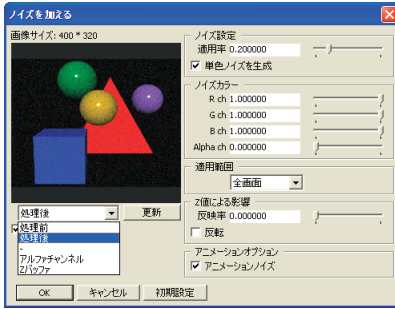 ノイズを加える
画像サイズ: 400 * 320
処理後
更新
処理前
処理後
-
アルファチャンネル
Zバッファ
OK
キャンセル
初期設定
ノイズ設定
適用率 0.200000
単色ノイズを生成
ノイズカラー
R ch 1.000000
G ch 1.000000
B ch 1.000000
Alpha ch 0.000000
適用範囲
全画面
Z値による影響
反映率 0.000000
反転
アニメーションオプション
アニメーションノイズ